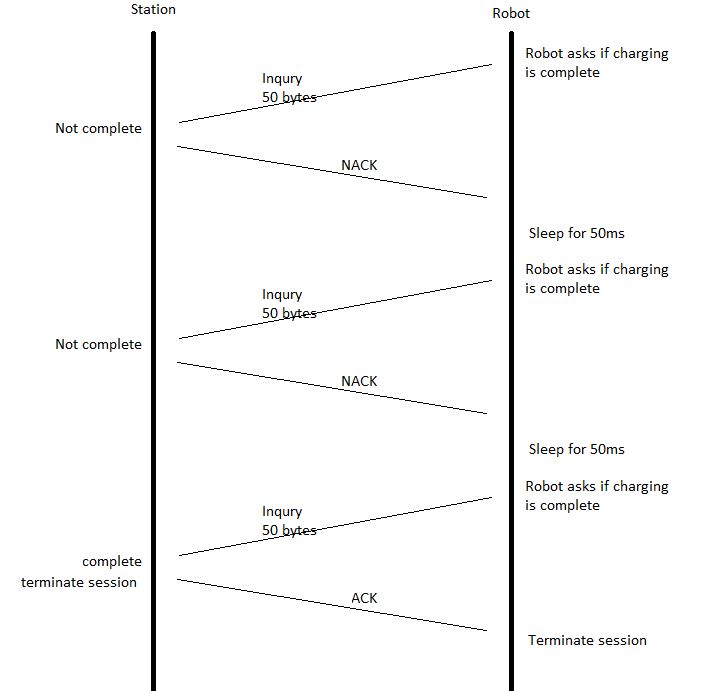 Station
Robot
Robot asks if charging
is complete
Inqury
50 bytes
Not complete
NACK
Sleep for 50ms
Robot asks if charging
is complete
Inqury
50 bytes
Not complete
NACK
Sleep for 50ms
Robot asks if charging
is complete
Inqury
50 bytes
complete
terminate session
ACK
Terminate session